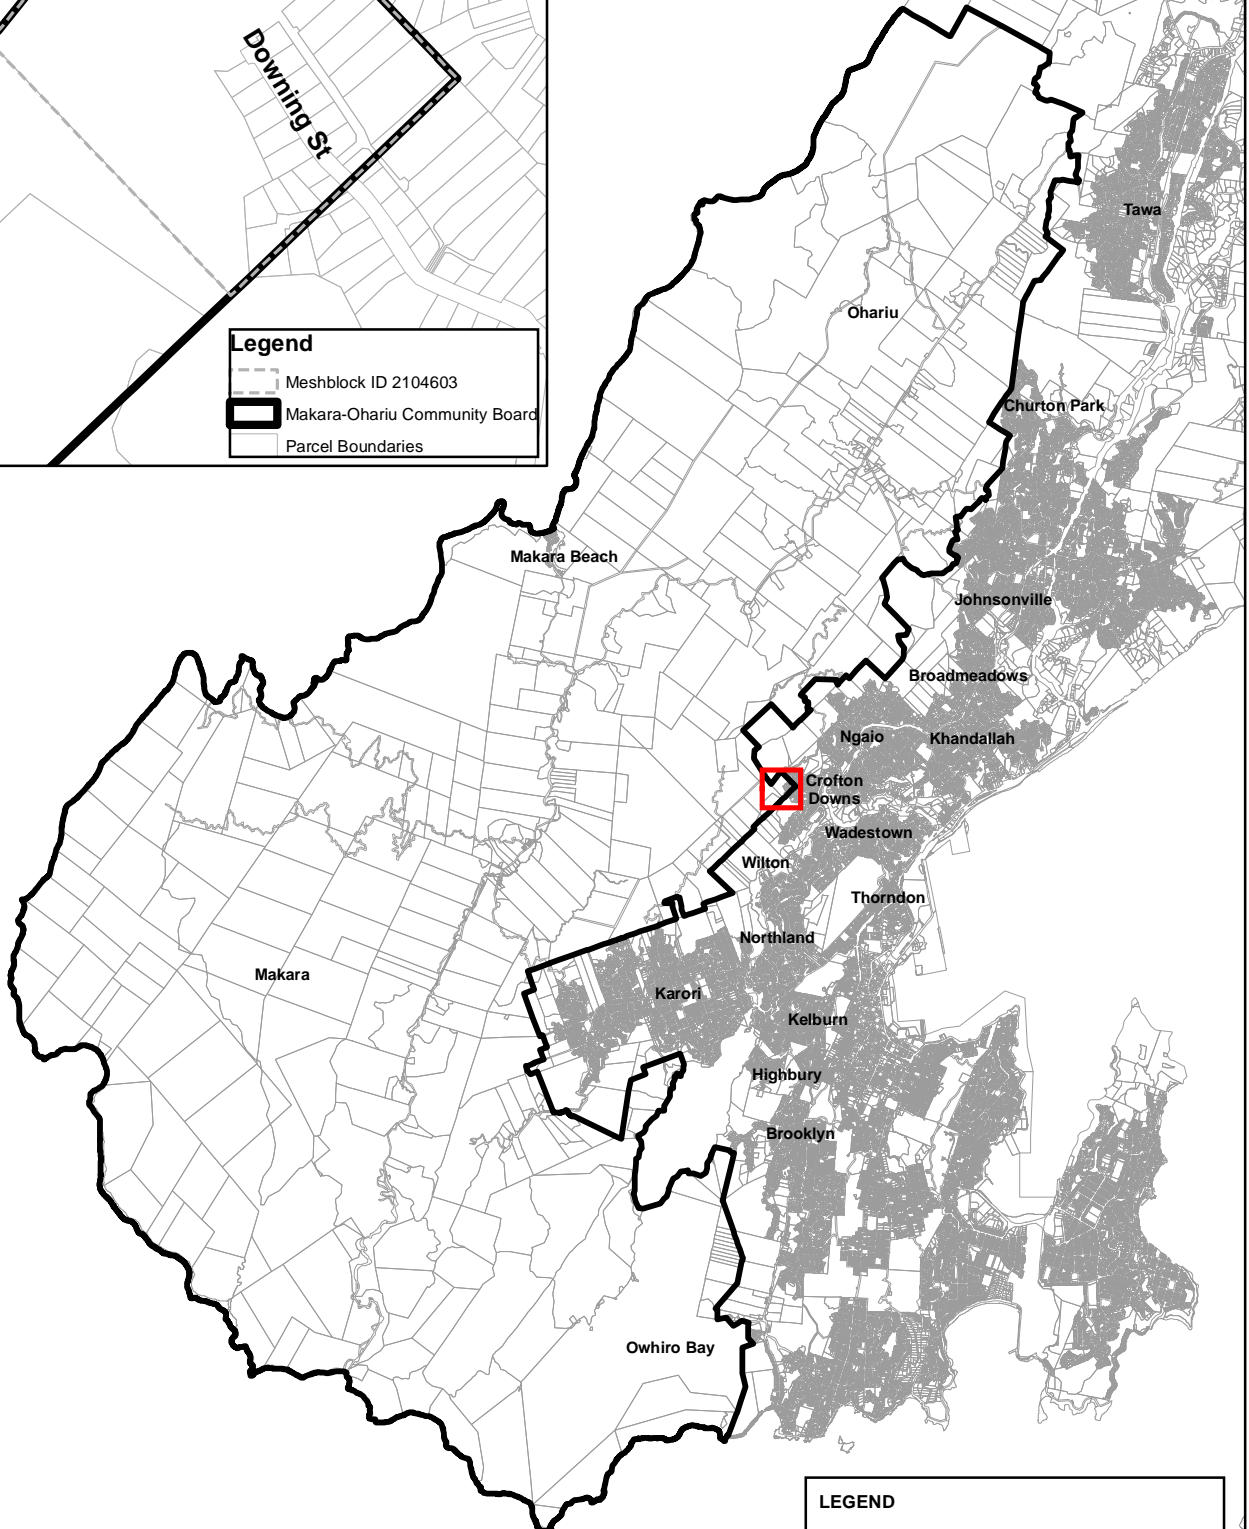 Downing St
Legend
Meshblock ID 2104603
Makara-Ohariu Community Board
Parcel Boundaries
Tawa
Ohariu
Churton Park
Makara Beach
Johnsonville
Broadmeadows
Ngaio
Khandallah
Crofton
Downs
Wadestown
Wilton
Thorndon
Northland
Makara
Karori
Kelburn
Highbury
Brooklyn
Owhiro Bay
LEGEND